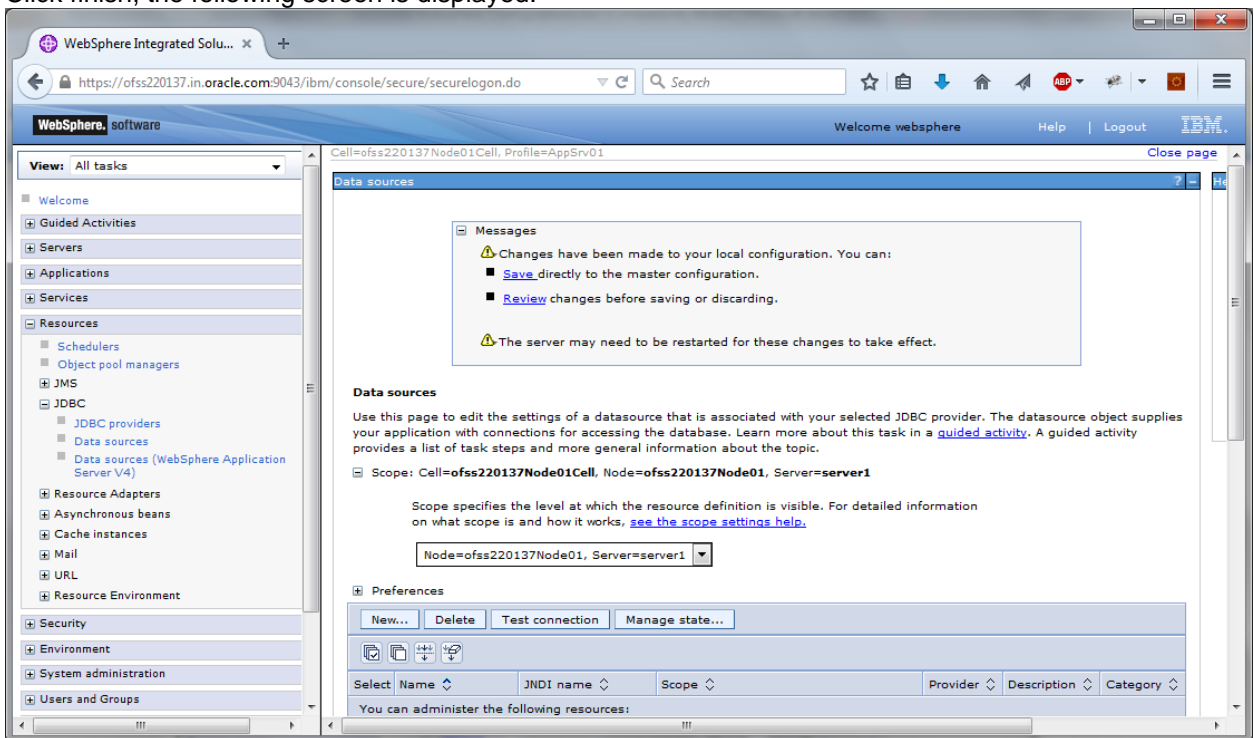 Click finish, the following screen is displayed.
WebSphere Integrated Solu... × +
https://ofss220137.in.oracle.com:9043/ibm/console/secure/securelogon.do
Search
ABP
WebSphere. software
Welcome websphere
Help | Logout
IBM.
View: All tasks
Welcome
Guided Activities
Servers
Applications
Services
Resources
Schedulers
Object pool managers
JMS
JDBC
JDBC providers
Data sources
Data sources (WebSphere Application
Server V4)
Resource Adapters
Asynchronous beans
Cache instances
Mail
URL
Resource Environment
Security
Environment
System administration
Users and Groups
Cell=ofss220137Node01Cell, Profile=AppSrv01
Close page
Data sources
? -
He
Messages
Changes have been made to your local configuration. You can:
Save directly to the master configuration.
Review changes before saving or discarding.
The server may need to be restarted for these changes to take effect.
Data sources
Use this page to edit the settings of a datasource that is associated with your selected JDBC provider. The datasource object supplies
your application with connections for accessing the database. Learn more about this task in a guided activity. A guided activity
provides a list of task steps and more general information about the topic.
Scope: Cell=ofss220137Node01Cell, Node=ofss220137Node01, Server=server1
Scope specifies the level at which the resource definition is visible. For detailed information
on what scope is and how it works, see the scope settings help.
Node=ofss220137Node01, Server=server1
Preferences
New... Delete Test connection Manage state...
Select Name JNDI name Scope Provider Description Category
You can administer the following resources: